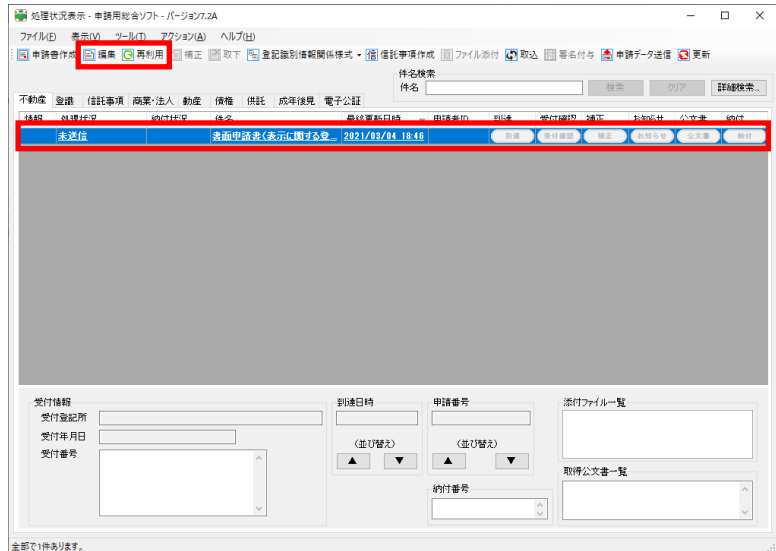 処理状況表示 - 申請用総合ソフト - バージョン7.2A
ファイル(F) 表示(V) ツール(T) アクション(A) ヘルプ(H)
申請書作成 編集 再利用 補正 取下 登記識別情報関係様式 信託事項作成 ファイル添付 取込 署名付与 申請データ送信 更新
件名検索
件名 検索 クリア 詳細検索..
不動産 登識 信託事項 商業・法人 動産 債権 供託 成年後見 電子公証
情報 処理状況 納付状況 件名 最終更新日時 申請者ID 到達 受付確認 補正 お知らせ 公文書 納付
未送信 書面申請書(表示に関する登... 2021/03/04 18:46 到達 受付確認 補正 お知らせ 公文書 納付
受付情報 到達日時 申請番号 添付ファイル一覧
受付登記所
受付年月日
(並び替え) (並び替え)
受付番号
▲ ▼ ▲ ▼
取得公文書一覧
納付番号
全部で1件あります。